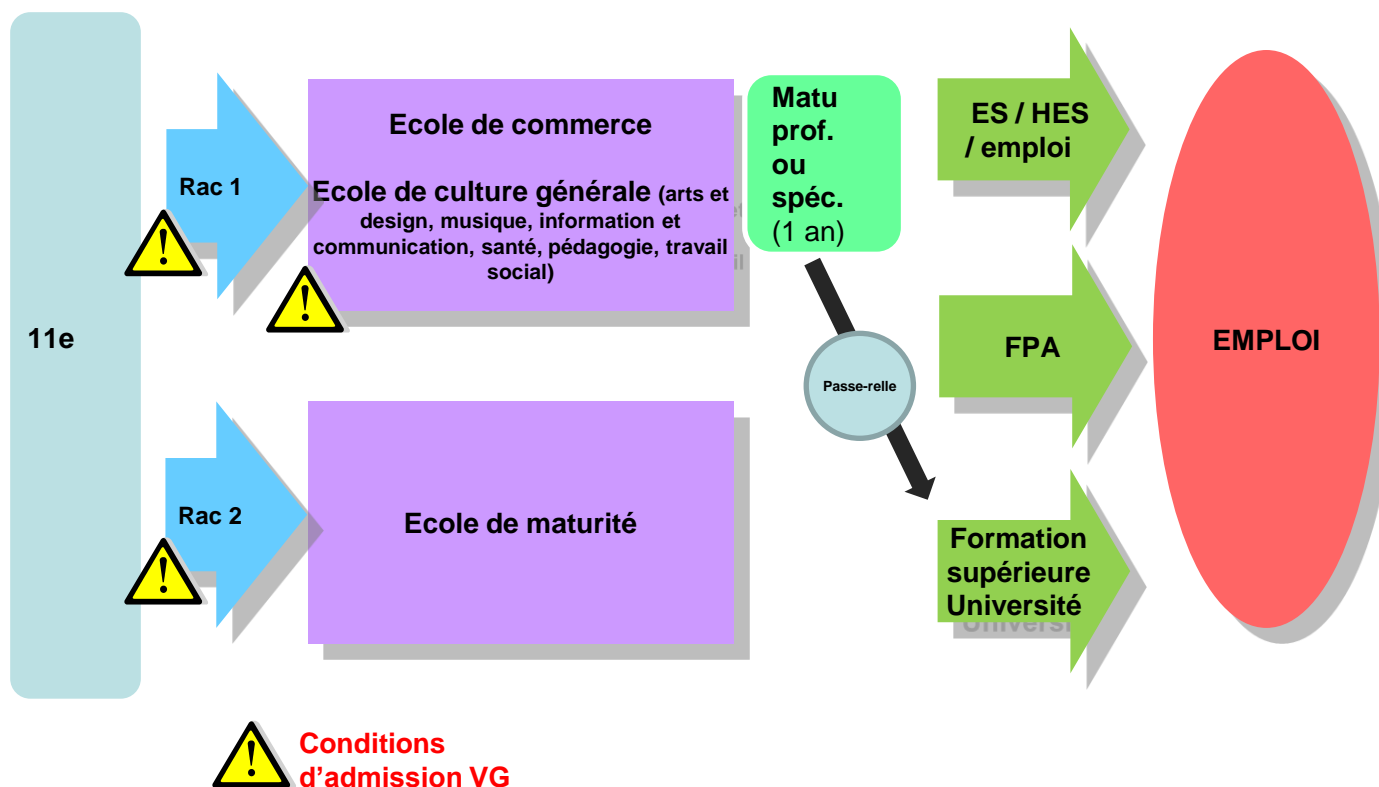 11e
Rac 1
Ecole de commerce
Ecole de culture générale (arts et
design, musique, information et
communication, santé, pédagogie, travail
social)
Matu
prof.
ou
spéc.
(1 an)
ES / HES
/ emploi
FPA
EMPLOI
Passe-relle
Rac 2
Ecole de maturité
Formation
supérieure
Université
Conditions
d’admission VG